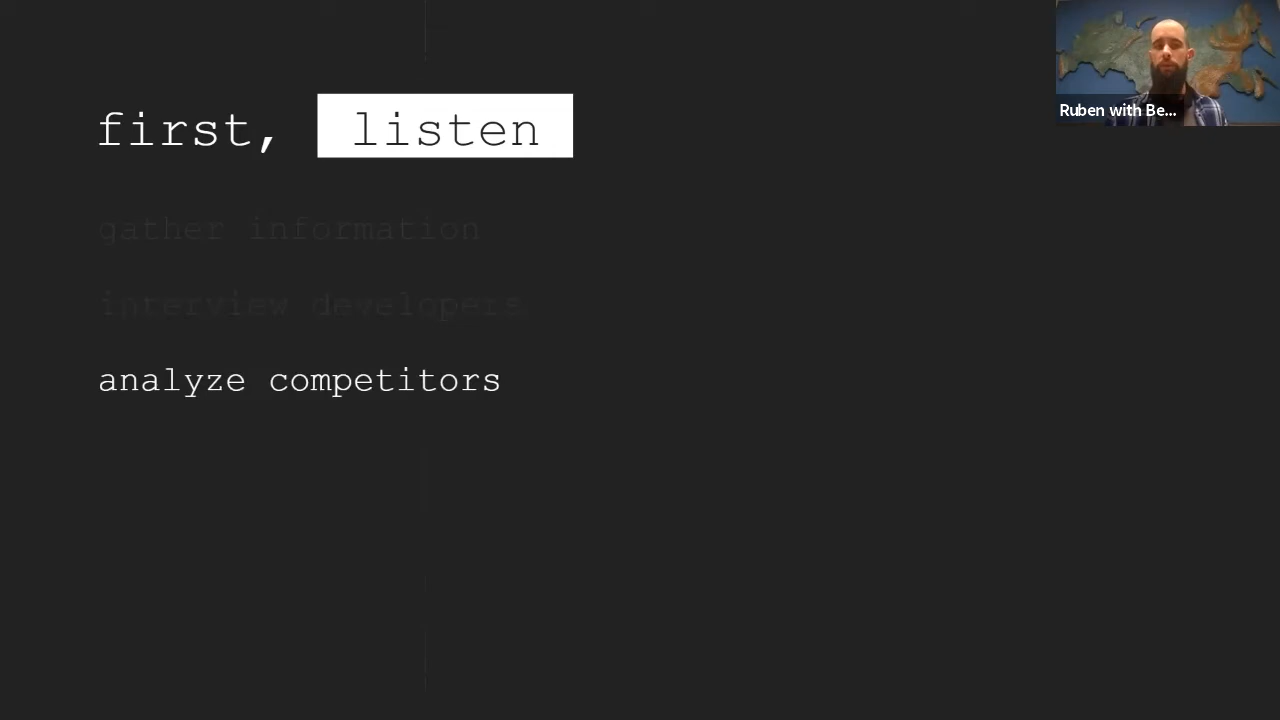 first, listen
gather information
interview developers
analyze competitors
Ruben with Be...